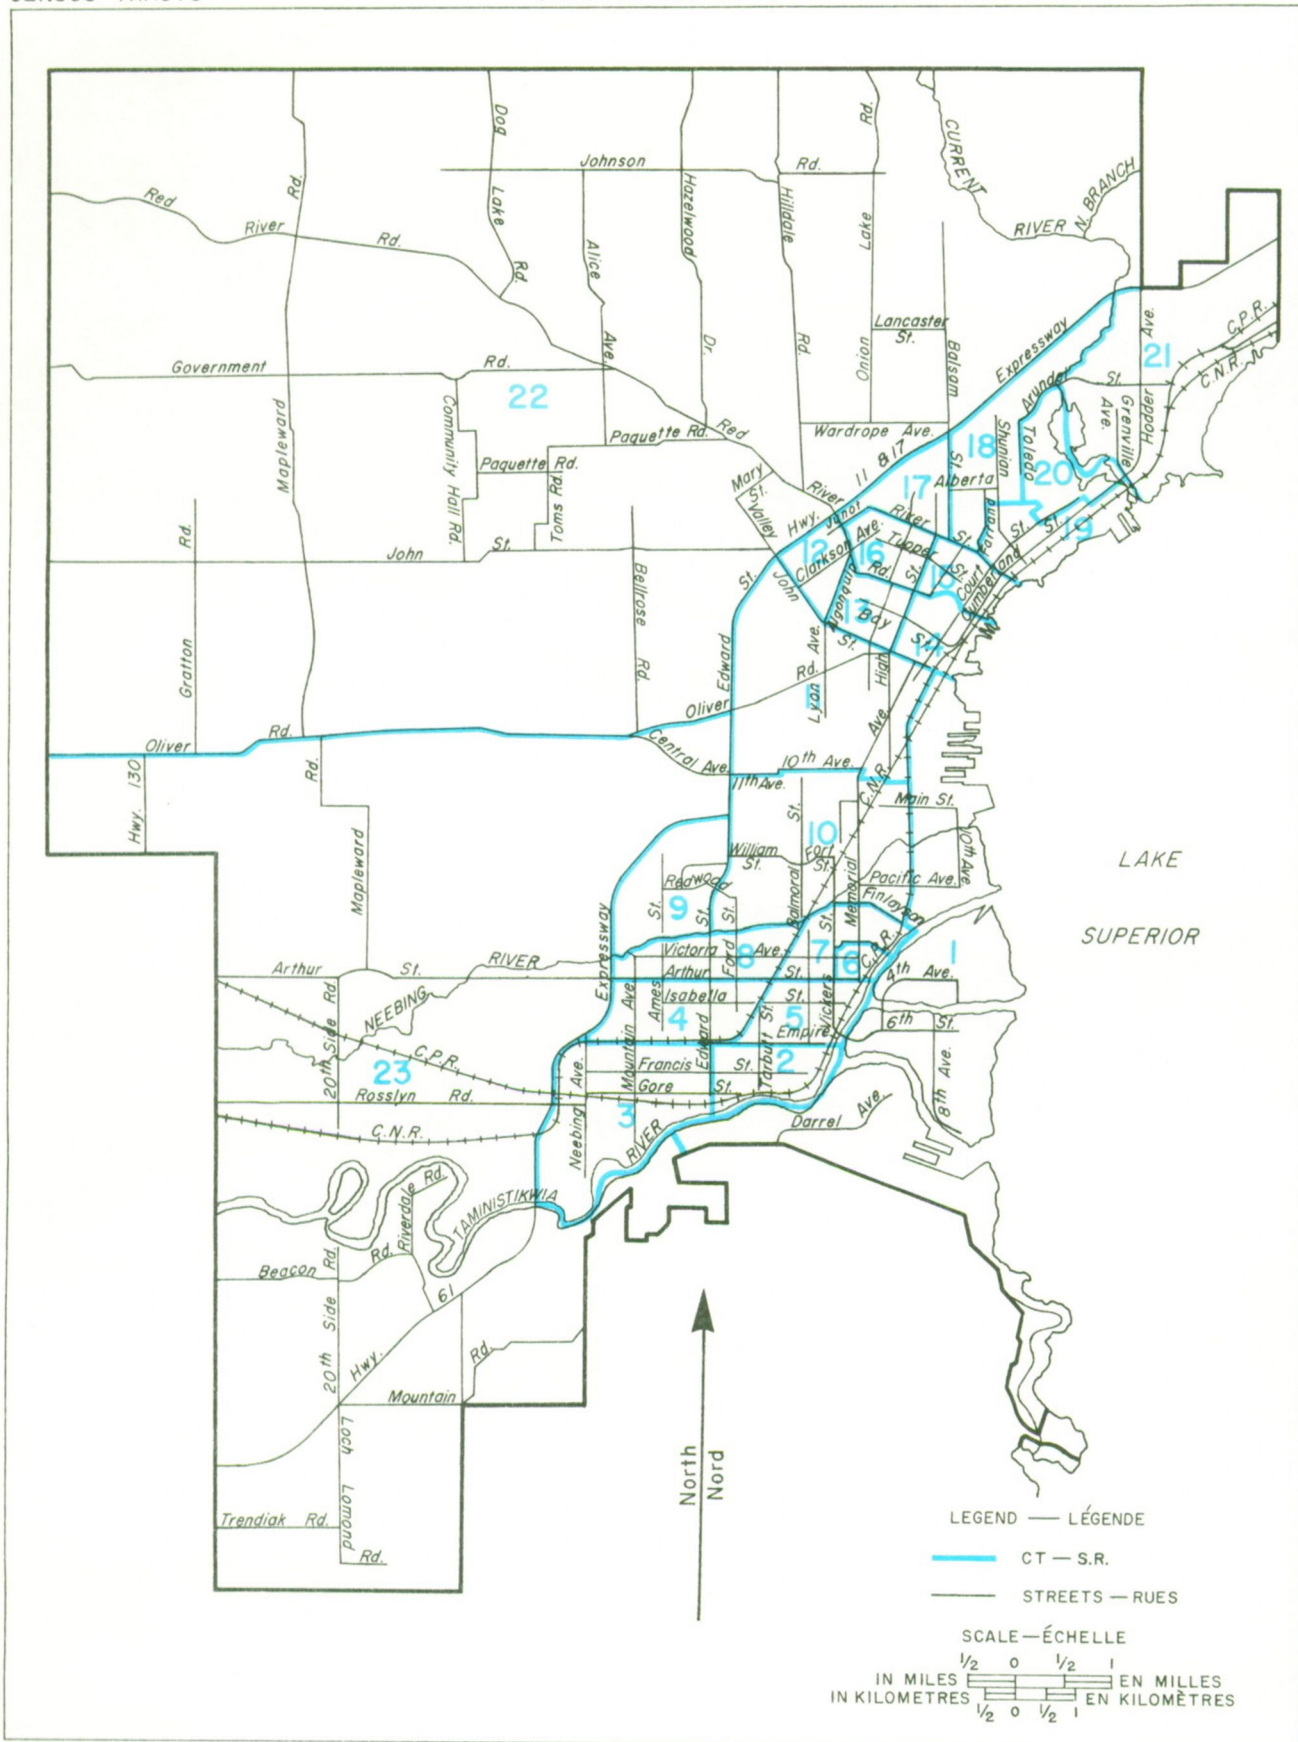 Dog
Lake
Rd.
Rd.
CURRENT
RIVER
N. BRANCH
Johnson
Rd.
Red
River
Rd.
Rd.
Alice
Ave.
Hazelwood
Dr.
Hilldale
Rd.
Onion
Lake
Lancaster
St.
Balsam
St.
Expressway
Arundel
St.
Ave.
C.P.R.
21
C.N.R.
Government
Rd.
22
Mapleward
Community Hall Rd.
Paquette Rd.
Red
River
Paquette Rd.
Toms Rd.
Wardrope Ave.
Mary
St.
Valley
Hwy.
11 & 17
Junot
18
Shunian
Toledo
20
Grenville
Ave.
Hodder
17
Alberta
River
St.
Farrand
St.
St.
19
Rd.
John
St.
12
Clarkson Ave.
16
Tupper
St.
Rd.
St.
15
Court
Cumberland
St.
John
Algonquin
13
Bay
St.
St.
14
Bellrose
Rd.
Gratton
Edward
Ave.
Rd.
Lyon
High
Oliver
Oliver
Rd.
Central Ave.
Ave.
10th Ave.
11th Ave.
C.N.R.
Hwy. 130
Rd.
Main St.
St.
10
LAKE
Mapleward
William
St.
Fort
St.
10th Ave
Redwood
Balmoral
Memorial
Pacific Ave.
Finlayson
9
St.
St.
St.
St.
SUPERIOR
Expressway
Victoria
Ave.
8
7
6
C.P.R.
1
Arthur
St.
RIVER
Arthur
St.
Ford
4th Ave.
NEEBING
Ames
Isabella
St.
Vickers
4
5
6th St.
20th Side Rd
Mountain Ave.
Edward
Empire
Tarbutt St.
C.P.R.
23
Francis
St.
2
Rosslyn Rd.
Gore
St.
8th Ave.
C.N.R.
Neebing Ave.
3
RIVER
Darrel Ave.
Riverdale Rd.
TAMINISTIKWIA
Beacon
Rd.
20th Side Rd.
61
Hwy.
Rd.
Mountain
North
Nord
Loch Lomond
Rd.
Trendiak Rd.
LEGEND — LÉGENDE
CT — S.R.
STREETS — RUES
SCALE—ÉCHELLE
1/2 0 1/2 1
IN MILES EN MILLES
IN KILOMETRES EN KILOMÈTRES
1/2 0 1/2 1